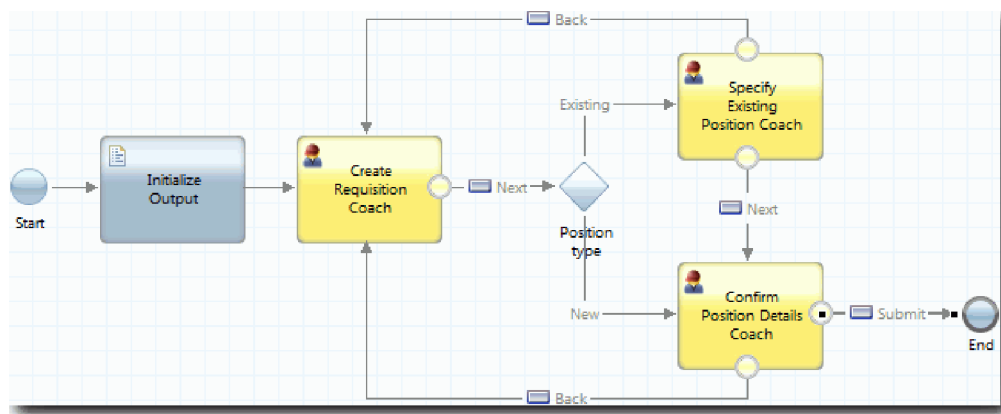 Back
Specify
Existing
Position Coach
Existing
Initialize
Output
Create
Requisition
Coach
Next
Next
Start
Position
type
Confirm
Position Details
Coach
New
Submit
End
Back